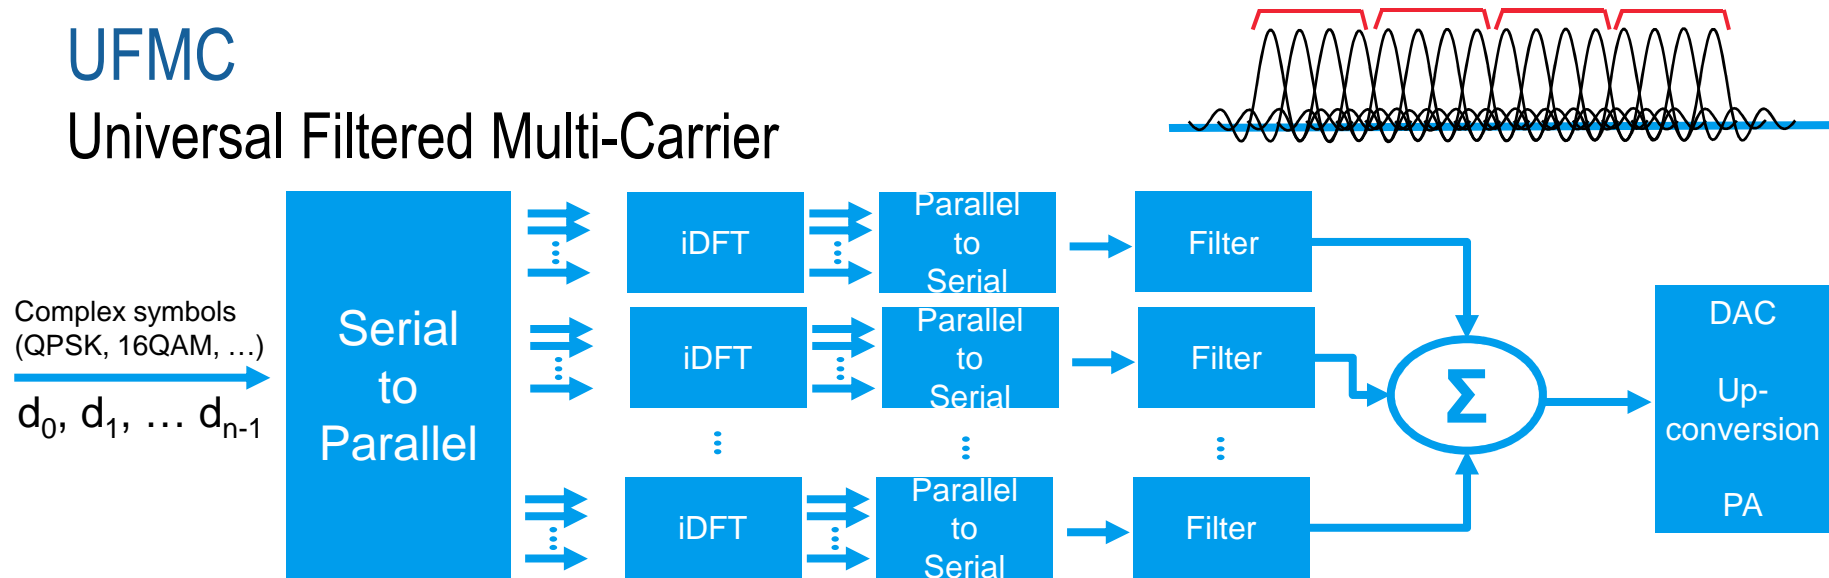 UFMC
Universal Filtered Multi-Carrier
Complex symbols
(QPSK, 16QAM, …)
d0, d1, … dn-1
Serial
to
Parallel
iDFT
Parallel
to
Serial
Filter
iDFT
Parallel
to
Serial
Filter
iDFT
Parallel
to
Serial
Filter
Σ
DAC
Up-
conversion
PA